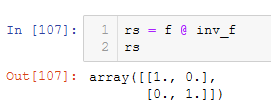 In [107]: 1 rs = f @ inv_f
2 rs
Out[107]: array([[1., 0.],
[0., 1.]])